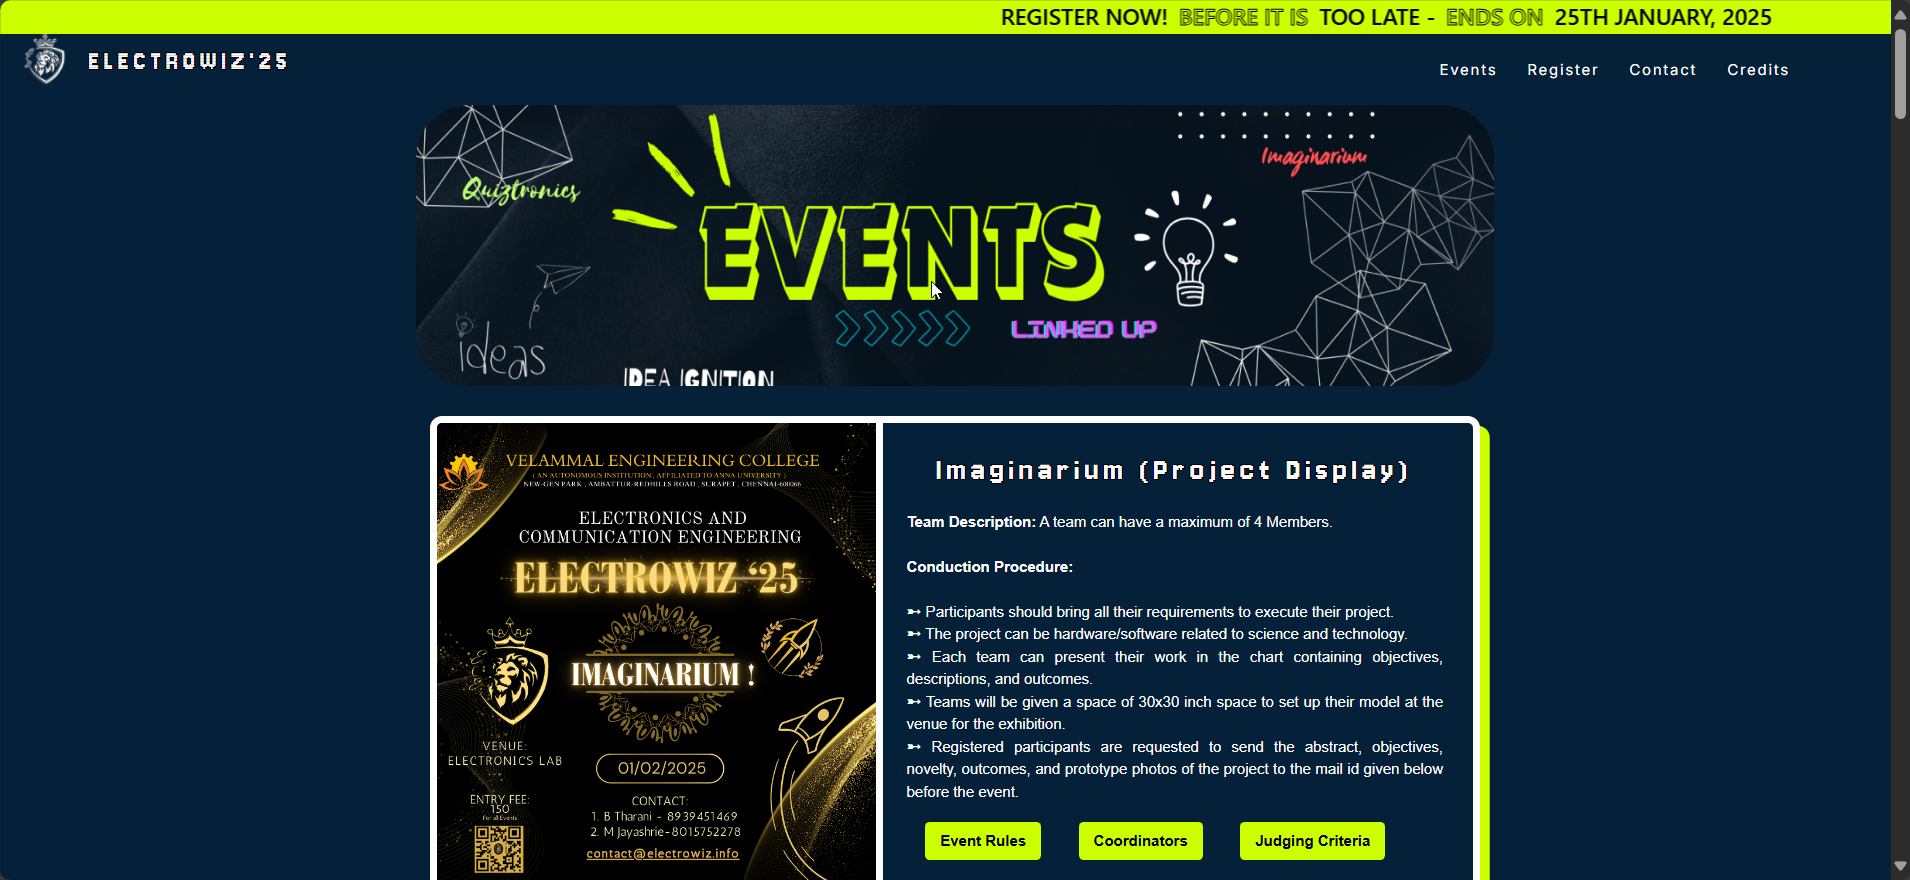 REGISTER NOW! BEFORE IT IS TOO LATE - ENDS ON 25TH JANUARY, 2025
ELECTROWIZ'25
Events Register Contact Credits
Quiztronics
Imaginarium
EVENTS
LINKED UP
ideas
IDEA IGNITION
VELAMMAL ENGINEERING COLLEGE
( AN AUTONOMOUS INSTITUTION , AFFILIATED TO ANNA UNIVERSITY )
NEW-GEN PARK , AMBATTUR-REDHILLS ROAD , SURAPET , CHENNAI-600066
ELECTRONICS AND
COMMUNICATION ENGINEERING
ELECTROWIZ ‘25
IMAGINARIUM !
VENUE:
ELECTRONICS LAB
01/02/2025
ENTRY FEE:
150
For all Events
CONTACT:
1. B Tharani - 8939451469
2. M Jayashrie-8015752278
contact@electrowiz.info
Imaginarium (Project Display)
Team Description: A team can have a maximum of 4 Members.
Conduction Procedure:
➼ Participants should bring all their requirements to execute their project.
➼ The project can be hardware/software related to science and technology.
➼ Each team can present their work in the chart containing objectives,
descriptions, and outcomes.
➼ Teams will be given a space of 30x30 inch space to set up their model at the
venue for the exhibition.
➼ Registered participants are requested to send the abstract, objectives,
novelty, outcomes, and prototype photos of the project to the mail id given below
before the event.
Event Rules Coordinators Judging Criteria